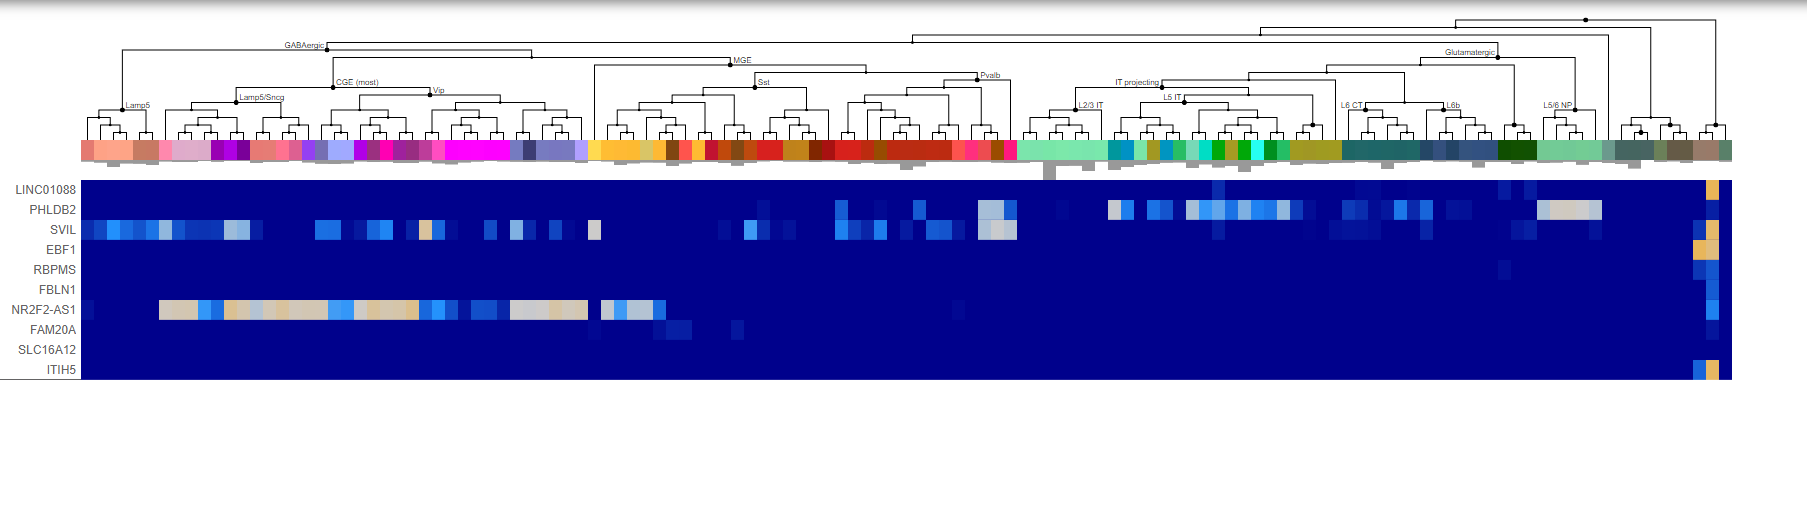 GABAergic
Glutamatergic
MGE
CGE (most)
Sst
Pvalb
IT projecting
Vip
Lamp5
Lamp5/Sncg
L2/3 IT
L5 IT
L6 CT
L6b
L5/6 NP
LINC01088
PHLDB2
SVIL
EBF1
RBPMS
FBLN1
NR2F2-AS1
FAM20A
SLC16A12
ITIH5